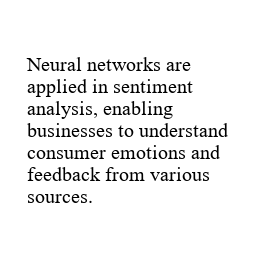 Neural networks are
applied in sentiment
analysis, enabling
businesses to understand
consumer emotions and
feedback from various
sources.